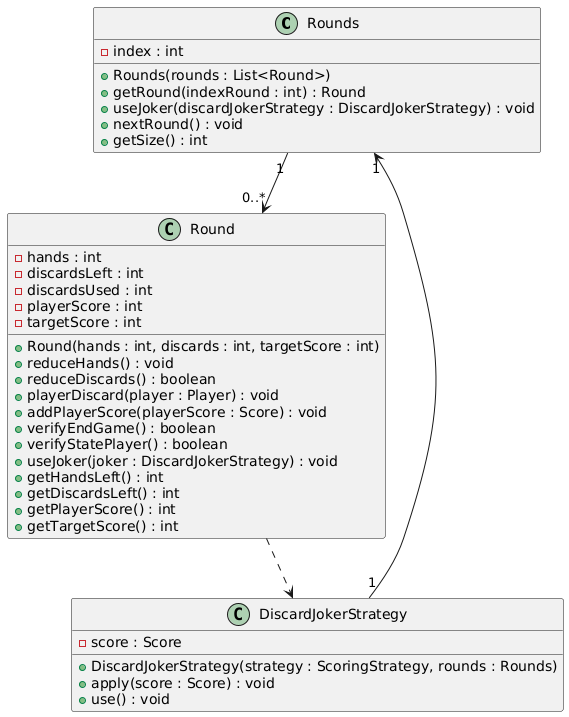 C Rounds
index : int
Rounds(rounds : List<Round>)
getRound(indexRound : int) : Round
useJoker(discardJokerStrategy : DiscardJokerStrategy) : void
nextRound() : void
getSize() : int
1
1
0..*
C Round
hands : int
discardsLeft : int
discardsUsed : int
playerScore : int
targetScore : int
Round(hands : int, discards : int, targetScore : int)
reduceHands() : void
reduceDiscards() : boolean
playerDiscard(player : Player) : void
addPlayerScore(playerScore : Score) : void
verifyEndGame() : boolean
verifyStatePlayer() : boolean
useJoker(joker : DiscardJokerStrategy) : void
getHandsLeft() : int
getDiscardsLeft() : int
getPlayerScore() : int
getTargetScore() : int
1
C DiscardJokerStrategy
score : Score
DiscardJokerStrategy(strategy : ScoringStrategy, rounds : Rounds)
apply(score : Score) : void
use() : void